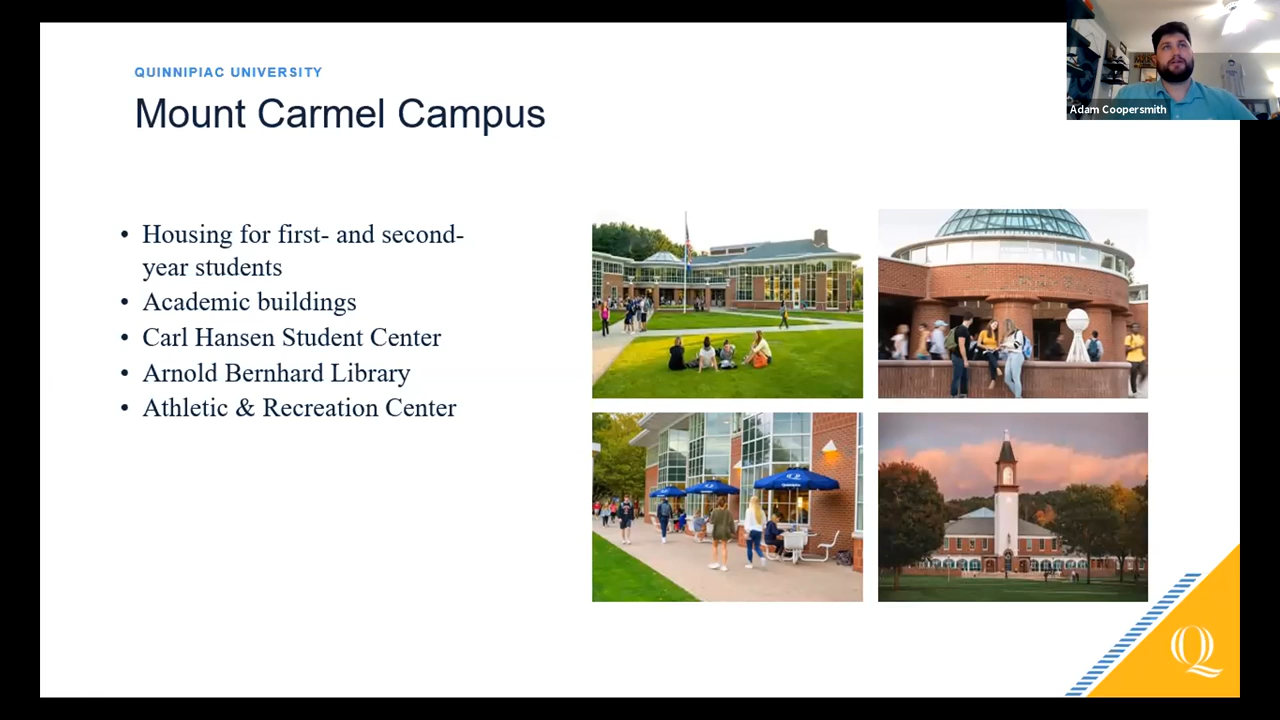 QUINNIPIAC UNIVERSITY
Mount Carmel Campus
Adam Coopersmith
• Housing for first- and second-
year students
• Academic buildings
• Carl Hansen Student Center
• Arnold Bernhard Library
• Athletic & Recreation Center
Q